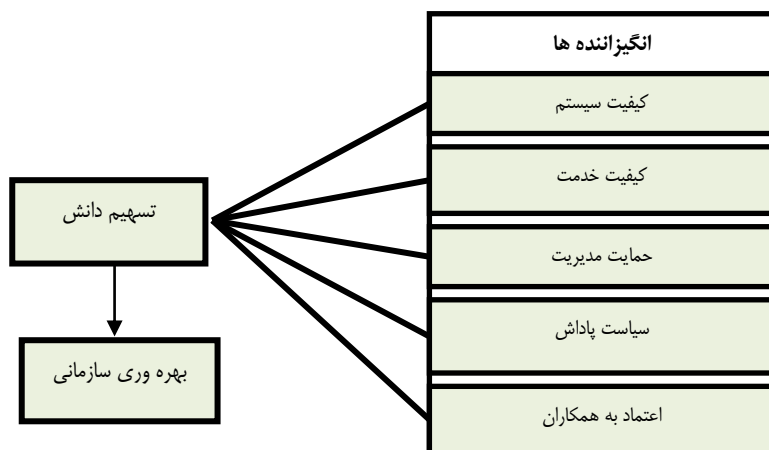 انگیزاننده ها
کیفیت سیستم
کیفیت خدمت
حمایت مدیریت
سیاست پاداش
اعتماد به همکاران
تسهیم دانش
بهره وری سازمانی